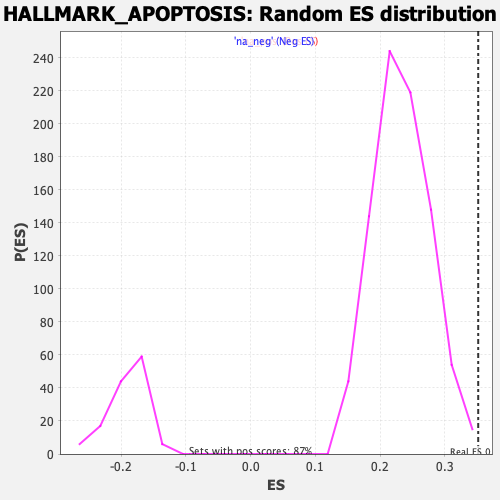 HALLMARK_APOPTOSIS: Random ES distribution
'na_neg' (Neg ES)
240
220
200
180
160
140
120
100
80
60
40
20
0
P(ES)
Sets with pos scores: 87%
Real ES 0
-0.2 -0.1 0.0 0.1 0.2 0.3
ES